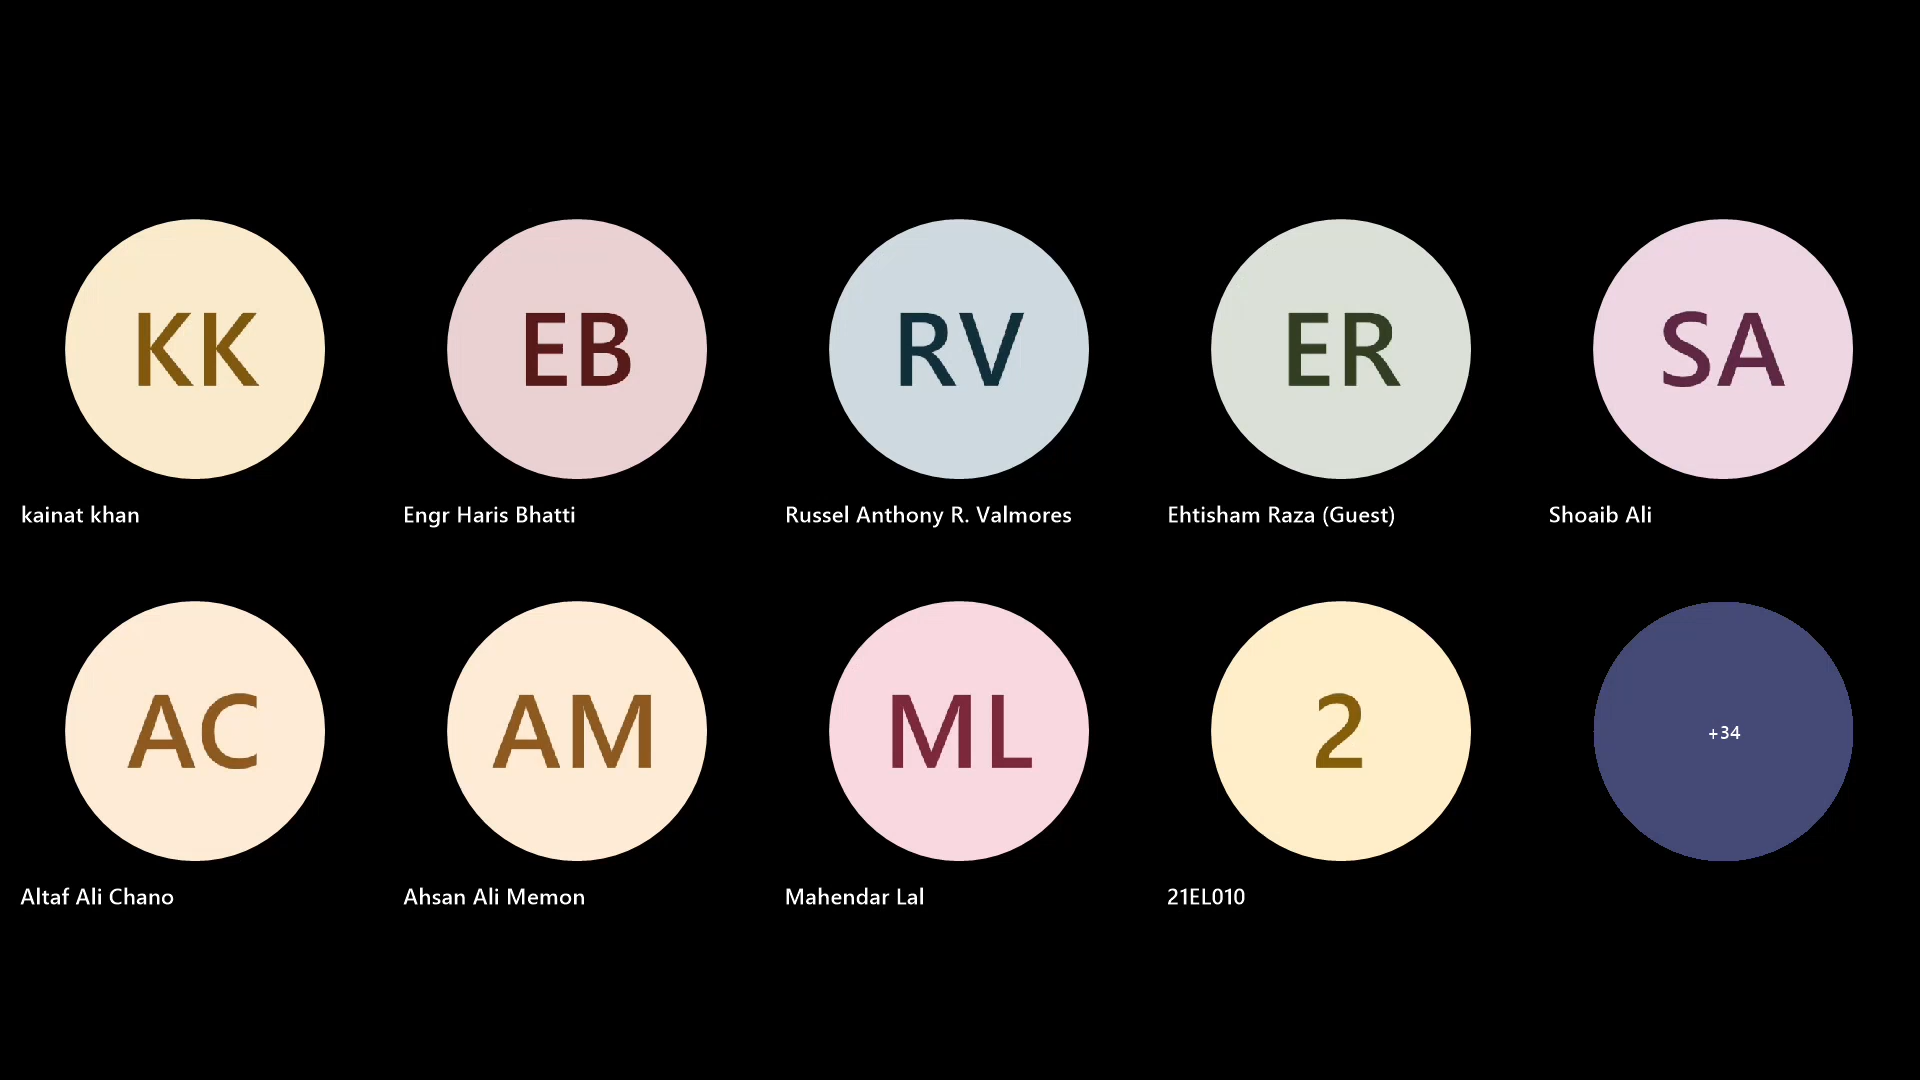 KK
EB
RV
ER
SA
kainat khan
Engr Haris Bhatti
Russel Anthony R. Valmores
Ehtisham Raza (Guest)
Shoaib Ali
AC
AM
ML
2
+34
Altaf Ali Chano
Ahsan Ali Memon
Mahendar Lal
21EL010